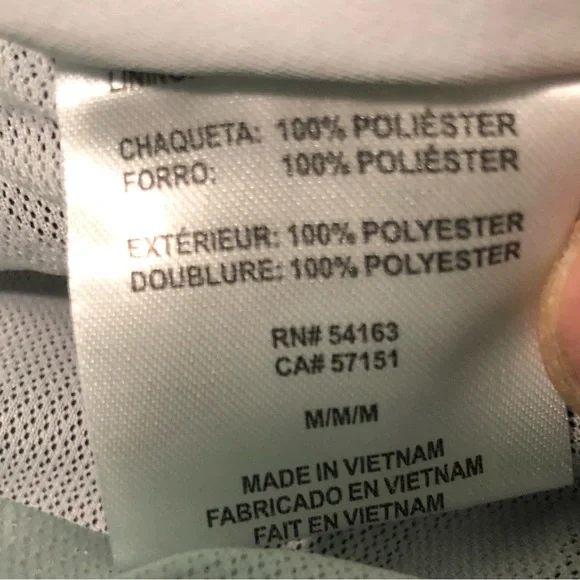 LINING:
CHAQUETA: 100% POLIÉSTER
FORRO: 100% POLIÉSTER
EXTÉRIEUR: 100% POLYESTER
DOUBLURE: 100% POLYESTER
RN# 54163
CA# 57151
M/M/M
MADE IN VIETNAM
FABRICADO EN VIETNAM
FAIT EN VIETNAM